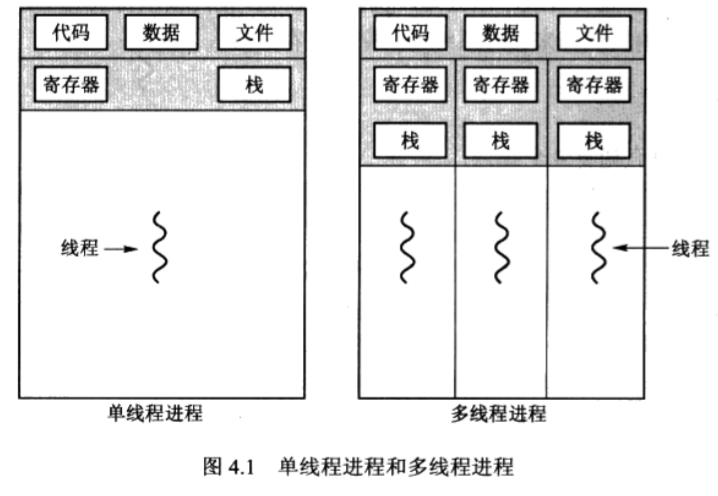 代码 数据 文件 代码 数据 文件
寄存器 栈 寄存器 寄存器 寄存器
栈 栈 栈
线程 线程
单线程进程 多线程进程
图 4.1 单线程进程和多线程进程